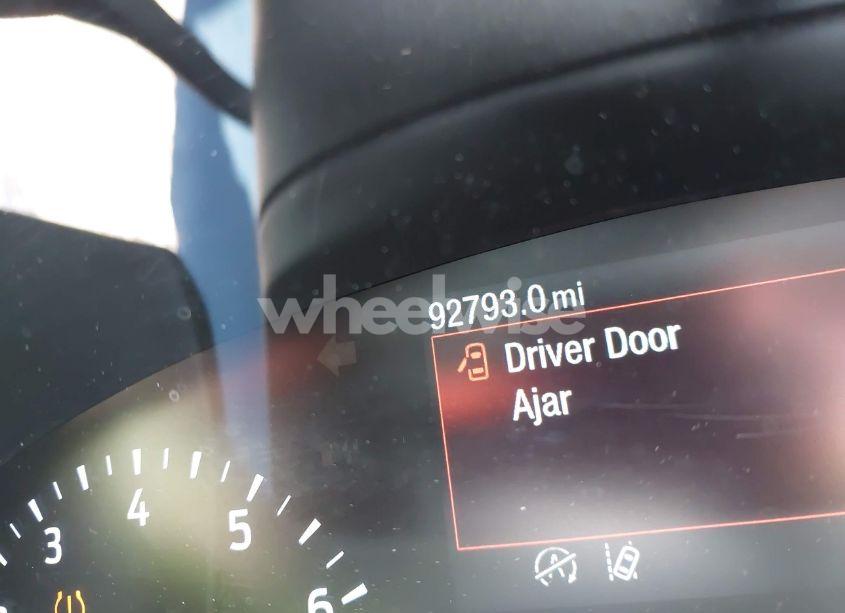 wheelwise
92793.0 mi
Driver Door
Ajar
3 4 5 6